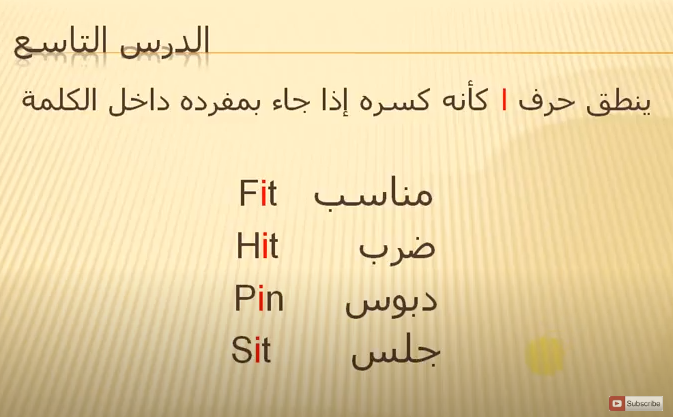 الدرس التاسع
ينطق حرف I كأنه كسره إذا جاء بمفرده داخل الكلمة
Fit مناسب
Hit ضرب
Pin دبوس
Sit جلس
Subscribe